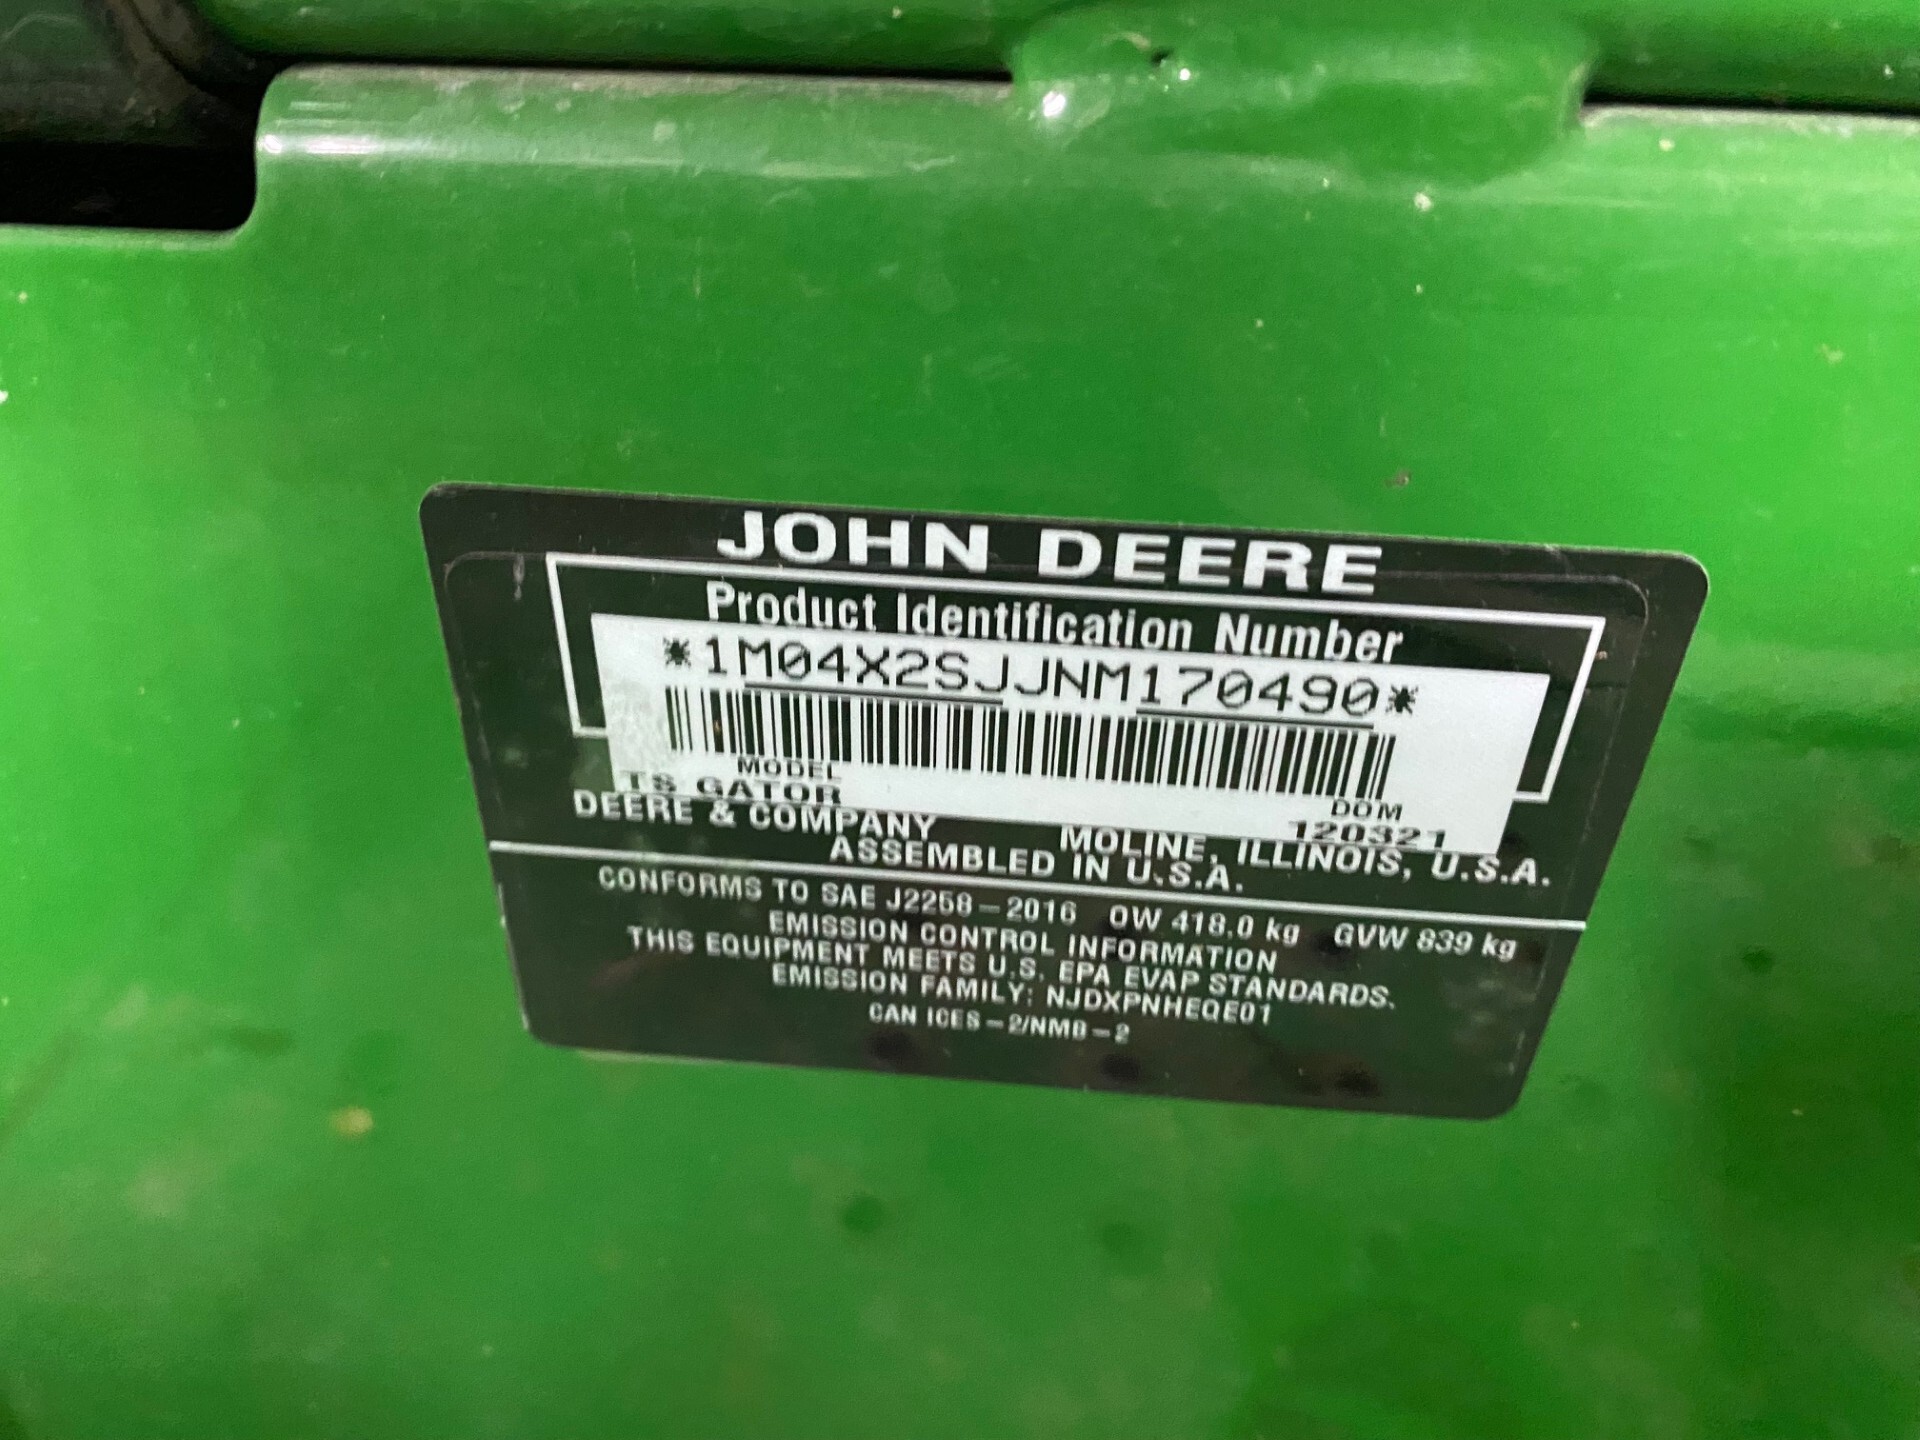 JOHN DEERE
Product Identification Number
*1M04X2SJJNM170490*
MODEL
TS GATOR
DOM
120321
DEERE & COMPANY MOLINE, ILLINOIS, U.S.A.
ASSEMBLED IN U.S.A.
CONFORMS TO SAE J2258-2016 OW 418.0 kg GVW 839 kg
EMISSION CONTROL INFORMATION
THIS EQUIPMENT MEETS U.S. EPA EVAP STANDARDS.
EMISSION FAMILY: NJDXPNHEQE01
CAN ICES-2/NMB-2